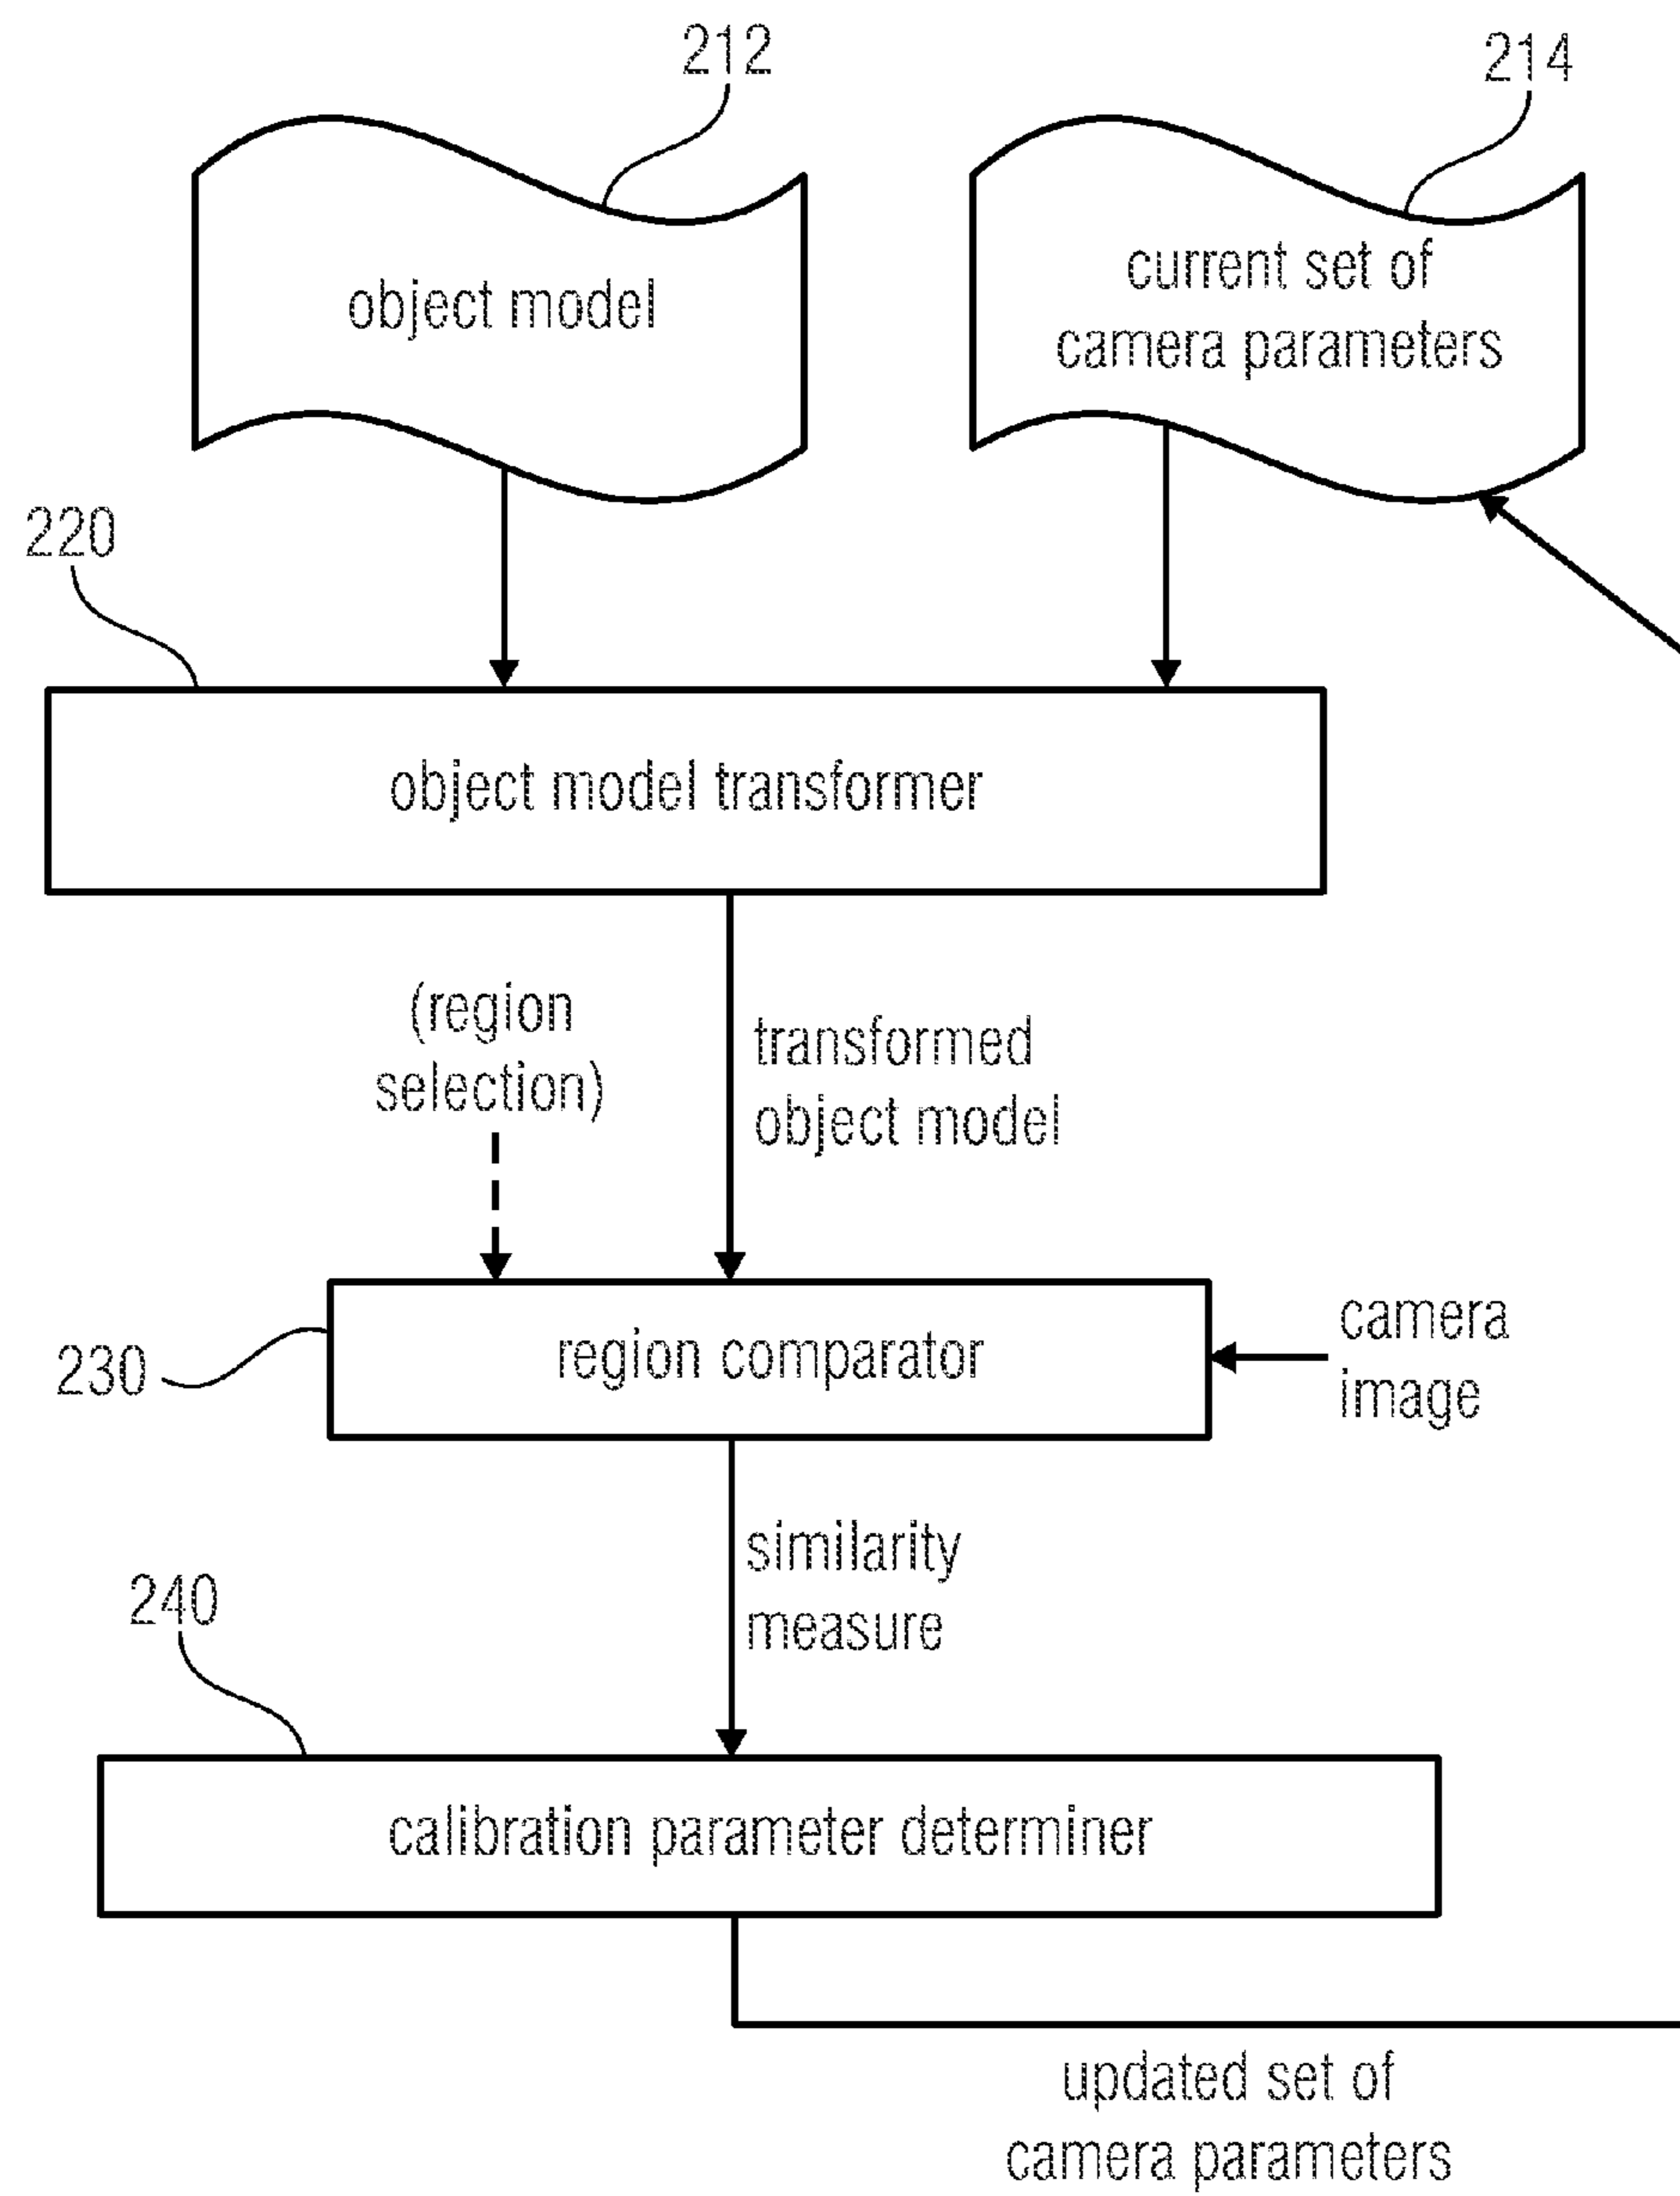 212
214
object model
current set of
camera parameters
220
object model transformer
(region
selection)
transformed
object model
230
region comparator
camera
image
similarity
measure
240
calibration parameter determiner
updated set of
camera parameters